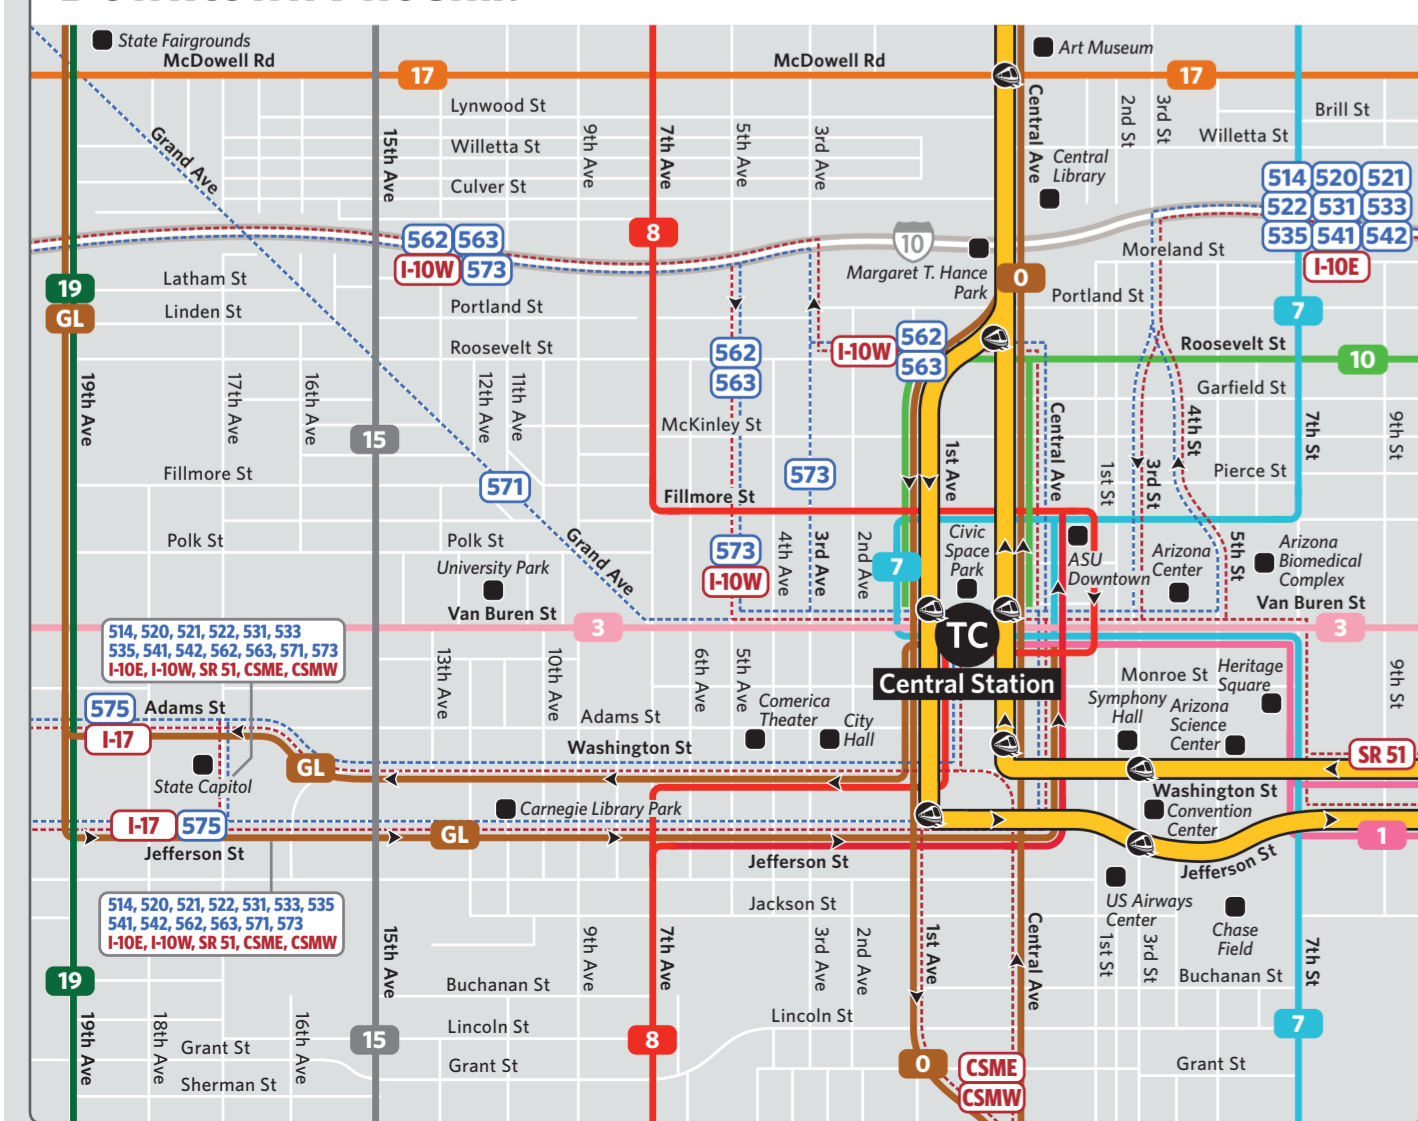 State Fairgrounds
McDowell Rd
McDowell Rd
Art Museum
17
17
Lynwood St
Willetta St
Culver St
Grand Ave
15th Ave
9th Ave
7th Ave
5th Ave
3rd Ave
Central Ave
Central
Library
2nd St
3rd St
Brill St
Willetta St
514 520 521
522 531 533
535 541 542
I-10E
562 563
I-10W 573
8
10
Margaret T. Hance
Park
0
Moreland St
Portland St
19
GL
Latham St
Linden St
Portland St
Roosevelt St
7
562
563
I-10W
562
563
Roosevelt St
10
Garfield St
19th Ave
17th Ave
16th Ave
15
12th Ave
11th Ave
McKinley St
1st Ave
Central Ave
1st St
3rd St
4th St
7th St
9th St
Fillmore St
571
573
Fillmore St
Pierce St
Polk St
Polk St
University Park
Grand Ave
573
I-10W
4th Ave
3rd Ave
2nd Ave
7
Civic
Space
Park
ASU
Downtown
Arizona
Center
5th St
Arizona
Biomedical
Complex
Van Buren St
Van Buren St
3
3
TC
Central Station
514, 520, 521, 522, 531, 533
535, 541, 542, 562, 563, 571, 573
I-10E, I-10W, SR 51, CSME, CSMW
13th Ave
10th Ave
6th Ave
5th Ave
Monroe St
Heritage
Square
9th St
575
Adams St
I-17
Adams St
Washington St
Comerica
Theater
City
Hall
Symphony
Hall
Arizona
Science
Center
SR 51
State Capitol
GL
Washington St
Convention
Center
I-17 575
Jefferson St
GL
Carnegie Library Park
Jefferson St
Jefferson St
1
514, 520, 521, 522, 531, 533, 535
541, 542, 562, 563, 571, 573
I-10E, I-10W, SR 51, CSME, CSMW
Jackson St
US Airways
Center
Chase
Field
15th Ave
9th Ave
7th Ave
3rd Ave
2nd Ave
1st Ave
Central Ave
1st St
3rd St
7th St
19
Buchanan St
Buchanan St
19th Ave
18th Ave
16th Ave
15
Lincoln St
Lincoln St
8
7
Grant St
Sherman St
Grant St
0
CSME
CSMW
Grant St